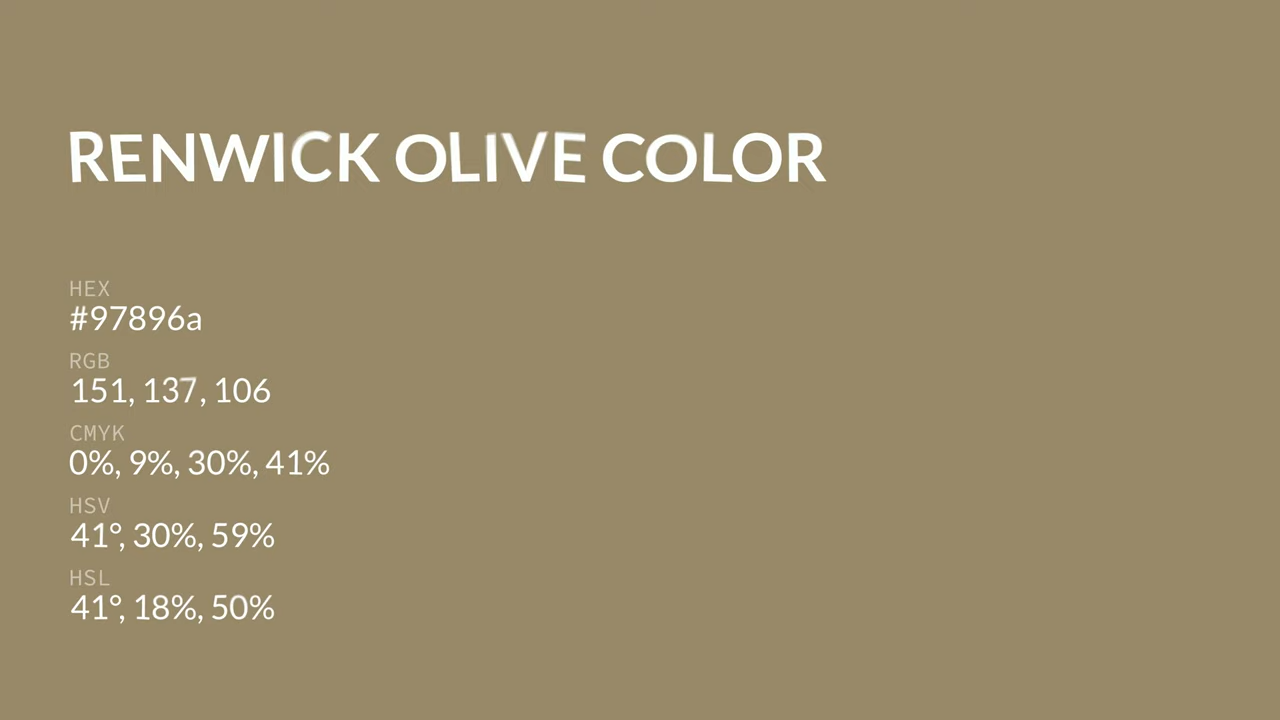 RENWICK OLIVE COLOR
HEX
#97896a
RGB
151, 137, 106
CMYK
0%, 9%, 30%, 41%
HSV
41°, 30%, 59%
HSL
41°, 18%, 50%